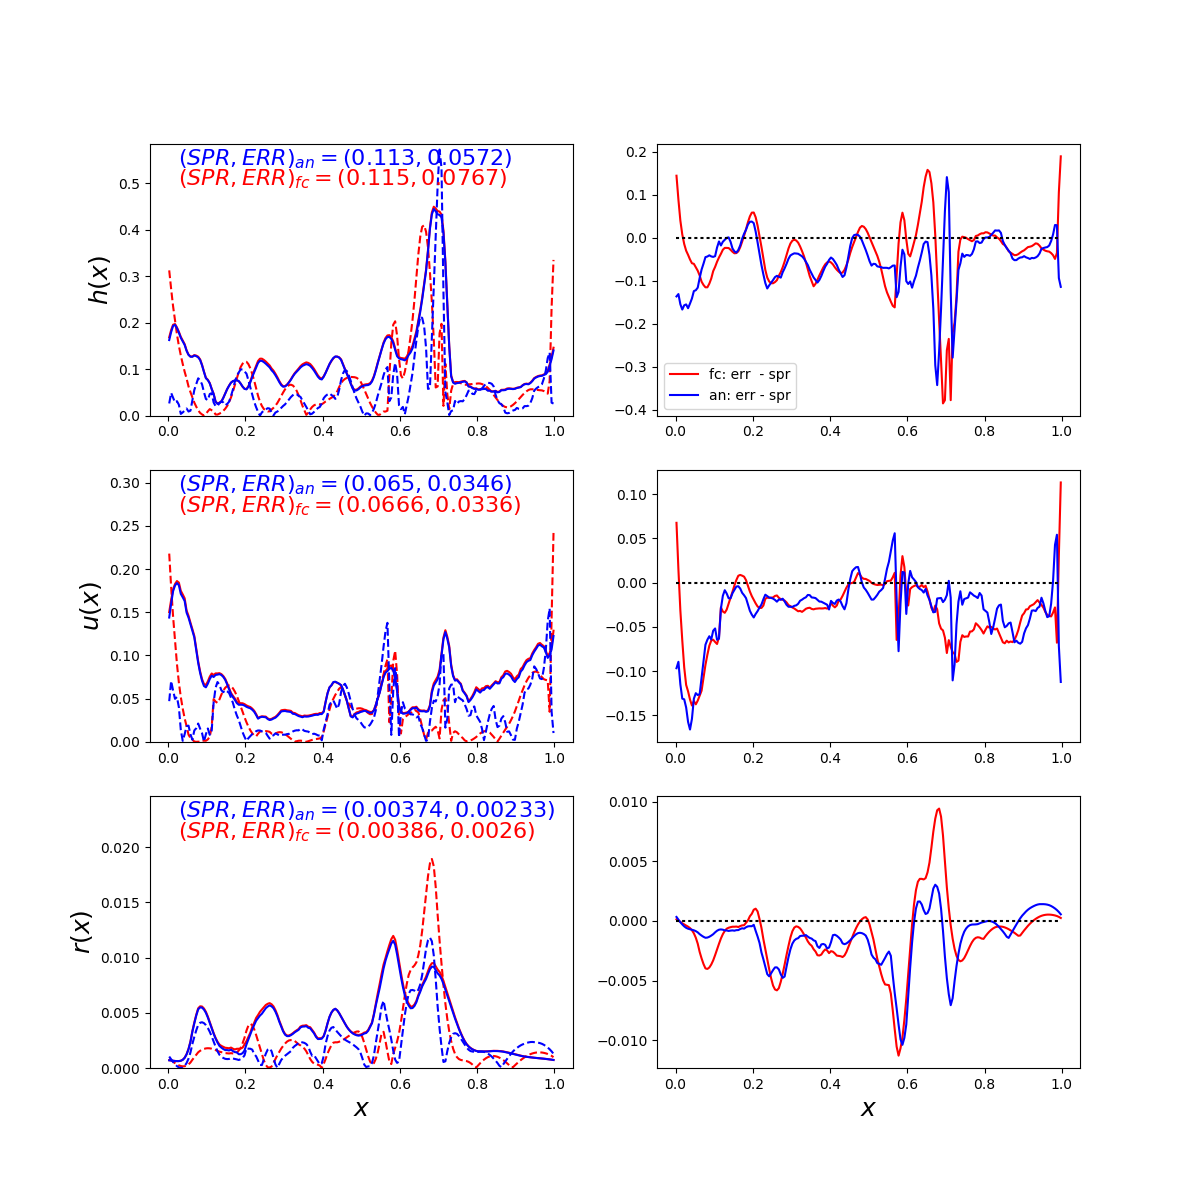 (SPR, ERR)an = (0.113, 0.0572)
(SPR, ERR)fc = (0.115, 0.0767)
h(x)
0.5
0.4
0.3
0.2
0.1
0.0
0.0 0.2 0.4 0.6 0.8 1.0
0.2
0.1
0.0
−0.1
−0.2
−0.3
−0.4
fc: err - spr
an: err - spr
0.0 0.2 0.4 0.6 0.8 1.0
(SPR, ERR)an = (0.065, 0.0346)
(SPR, ERR)fc = (0.0666, 0.0336)
u(x)
0.30
0.25
0.20
0.15
0.10
0.05
0.00
0.0 0.2 0.4 0.6 0.8 1.0
0.10
0.05
0.00
−0.05
−0.10
−0.15
0.0 0.2 0.4 0.6 0.8 1.0
(SPR, ERR)an = (0.00374, 0.00233)
(SPR, ERR)fc = (0.00386, 0.0026)
r(x)
0.020
0.015
0.010
0.005
0.000
0.0 0.2 0.4 0.6 0.8 1.0
x
0.010
0.005
0.000
−0.005
−0.010
0.0 0.2 0.4 0.6 0.8 1.0
x